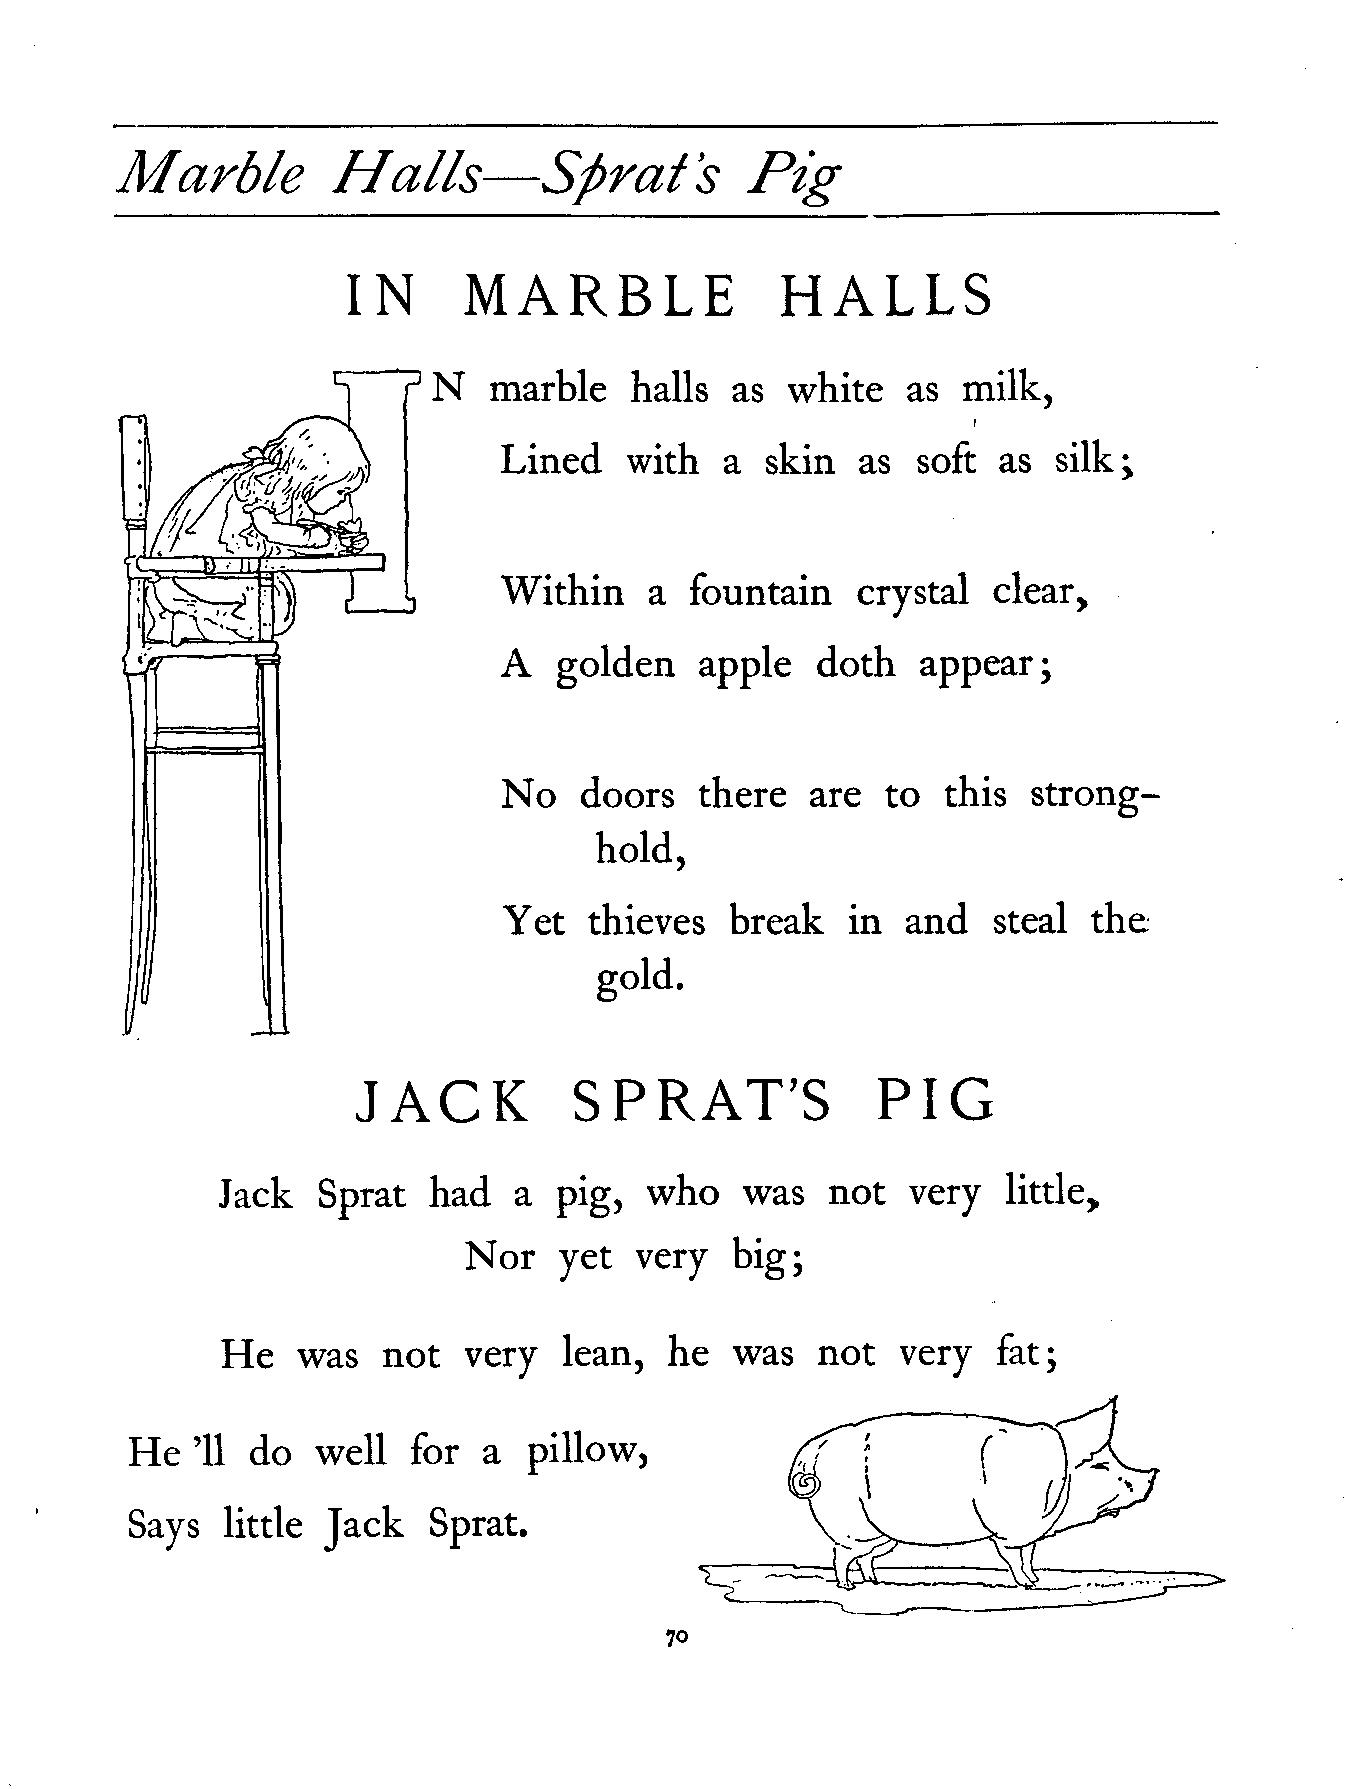 Marble Halls—Sprat's Pig
IN MARBLE HALLS
IN marble halls as white as milk,
Lined with a skin as soft as silk;
Within a fountain crystal clear,
A golden apple doth appear;
No doors there are to this strong-
hold,
Yet thieves break in and steal the
gold.
JACK SPRAT'S PIG
Jack Sprat had a pig, who was not very little,
Nor yet very big;
He was not very lean, he was not very fat;
He 'll do well for a pillow,
Says little Jack Sprat.
70